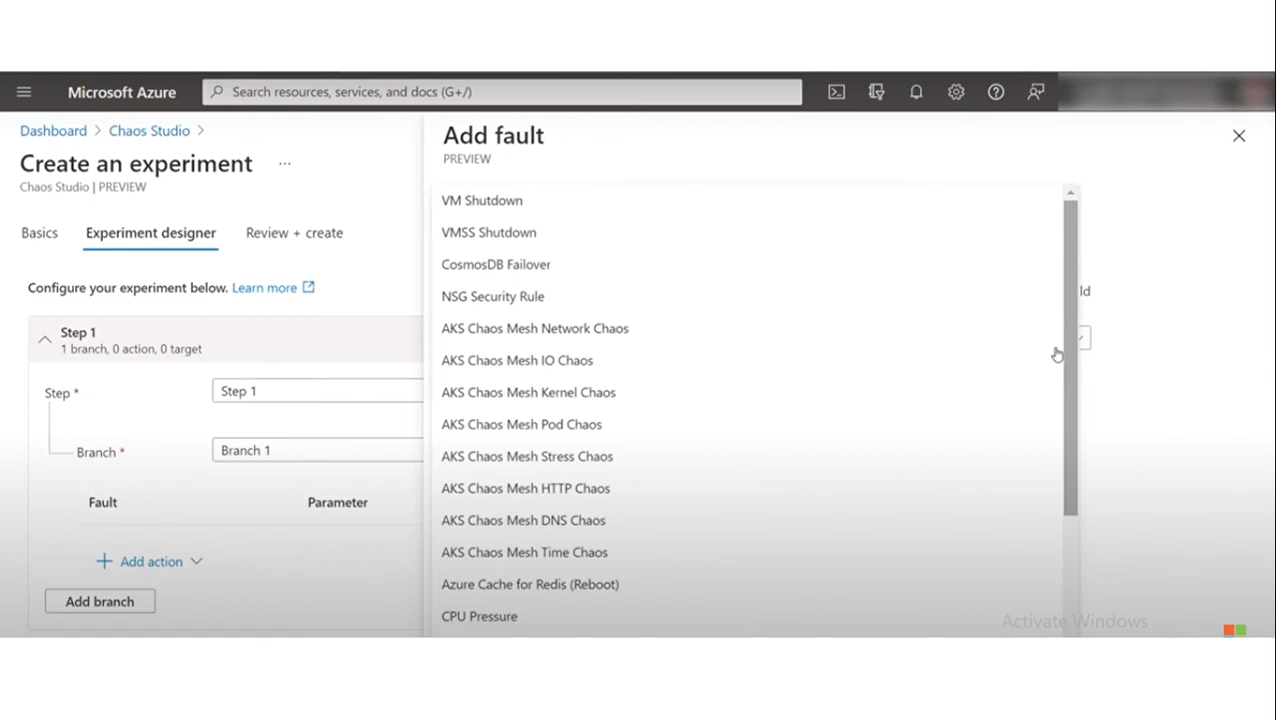 Microsoft Azure
Search resources, services, and docs (G+/)
Dashboard > Chaos Studio >
Create an experiment ...
Chaos Studio | PREVIEW
Basics
Experiment designer
Review + create
Configure your experiment below. Learn more
Step 1
1 branch, 0 action, 0 target
Step *
Step 1
Branch *
Branch 1
Fault
Parameter
+ Add action
Add branch
Add fault
PREVIEW
VM Shutdown
VMSS Shutdown
CosmosDB Failover
NSG Security Rule
AKS Chaos Mesh Network Chaos
AKS Chaos Mesh IO Chaos
AKS Chaos Mesh Kernel Chaos
AKS Chaos Mesh Pod Chaos
AKS Chaos Mesh Stress Chaos
AKS Chaos Mesh HTTP Chaos
AKS Chaos Mesh DNS Chaos
AKS Chaos Mesh Time Chaos
Azure Cache for Redis (Reboot)
CPU Pressure
ld
Activate Windows